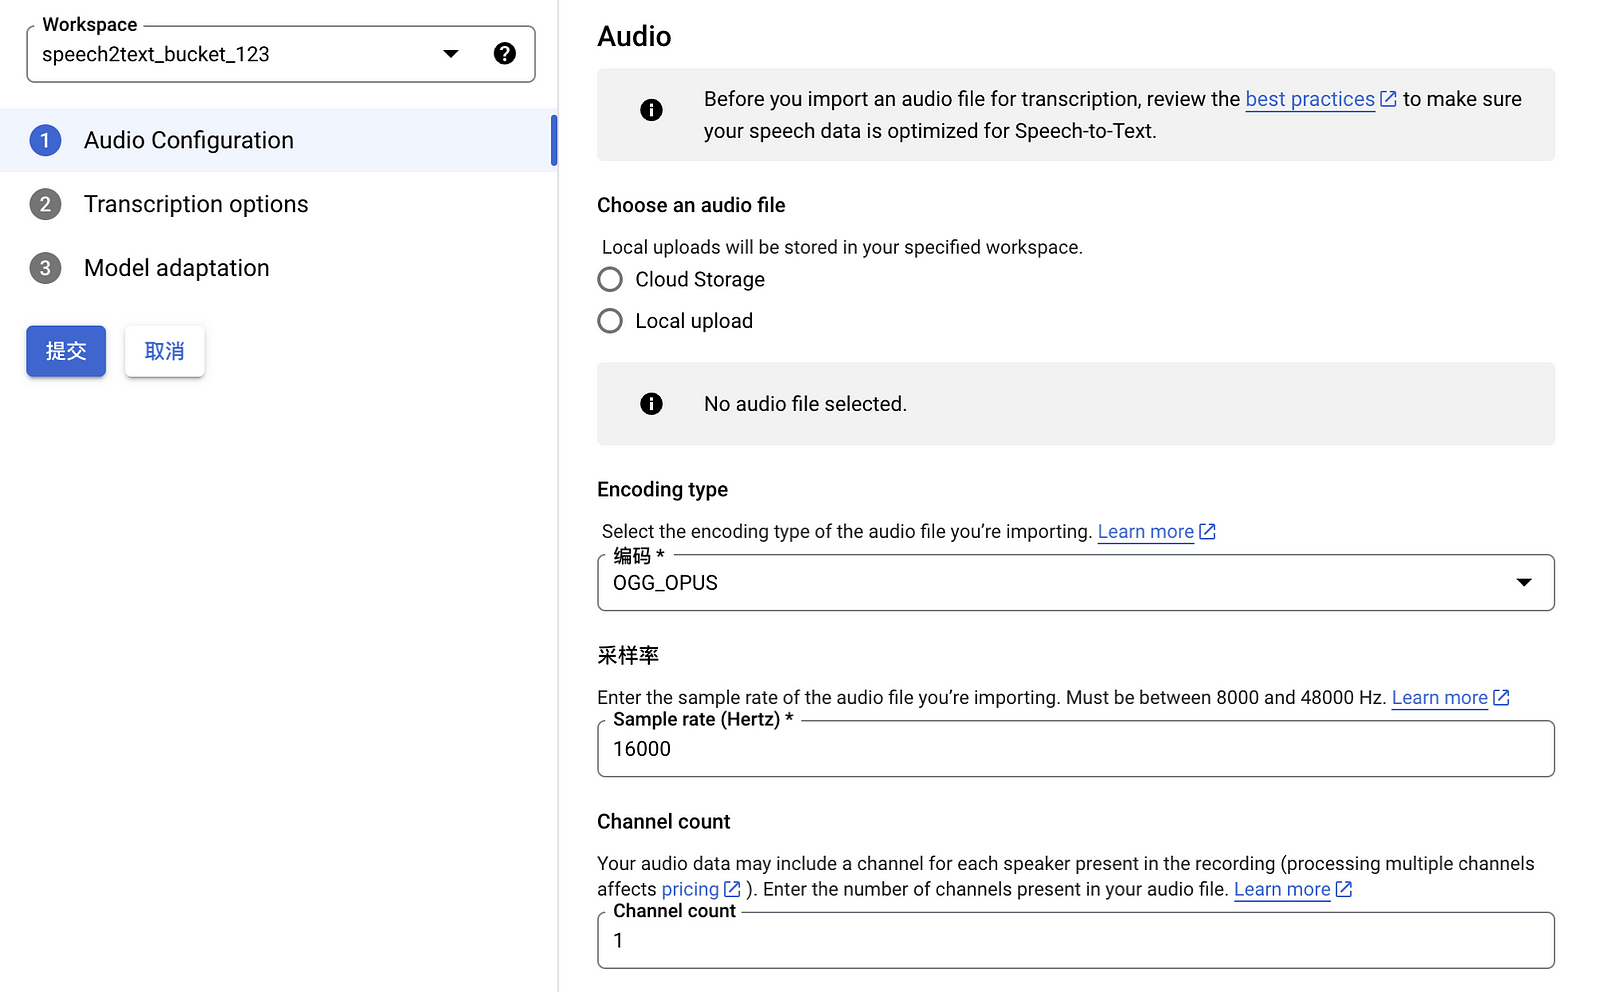 Workspace
speech2text_bucket_123
1 Audio Configuration
2 Transcription options
3 Model adaptation
提交 取消
Audio
Before you import an audio file for transcription, review the best practices to make sure
your speech data is optimized for Speech-to-Text.
Choose an audio file
Local uploads will be stored in your specified workspace.
Cloud Storage
Local upload
No audio file selected.
Encoding type
Select the encoding type of the audio file you’re importing. Learn more
编码 *
OGG_OPUS
采样率
Enter the sample rate of the audio file you’re importing. Must be between 8000 and 48000 Hz. Learn more
Sample rate (Hertz) *
16000
Channel count
Your audio data may include a channel for each speaker present in the recording (processing multiple channels
affects pricing ). Enter the number of channels present in your audio file. Learn more
Channel count
1